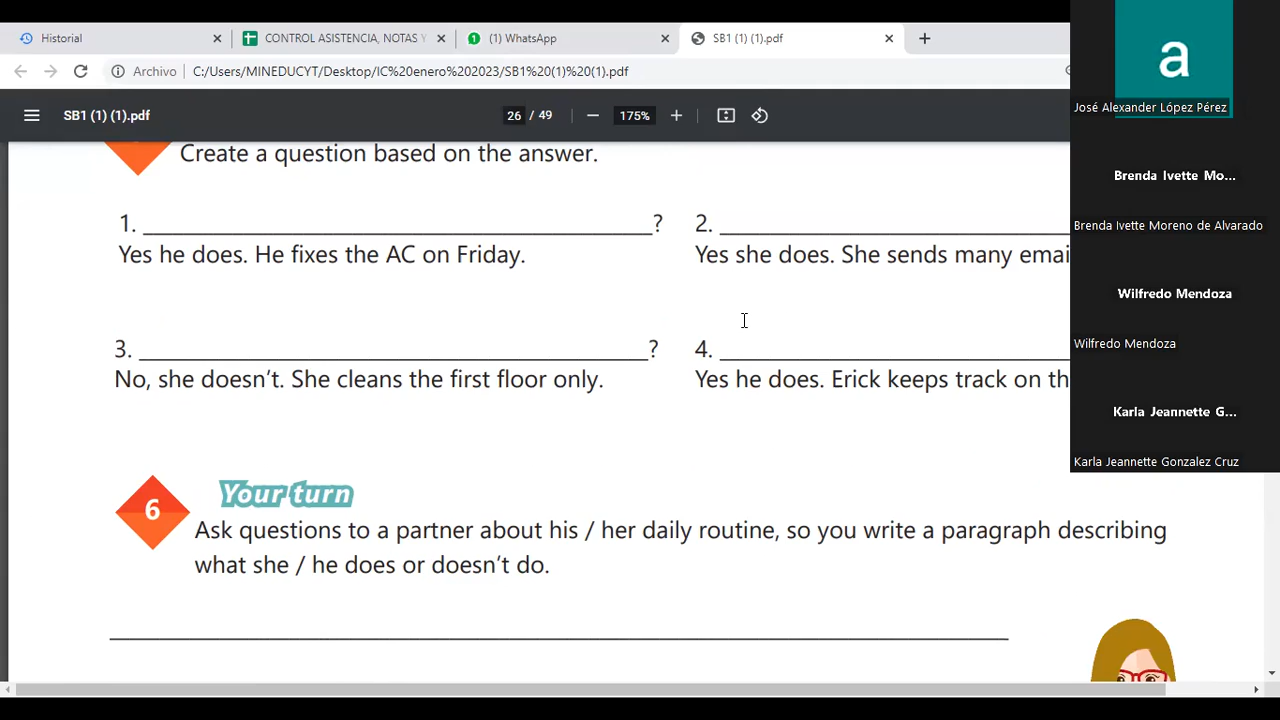 Historial
CONTROL ASISTENCIA, NOTAS Y
(1) WhatsApp
SB1 (1) (1).pdf
Archivo
C:/Users/MINEDUCYT/Desktop/IC%20enero%202023/SB1%20(1)%20(1).pdf
SB1 (1) (1).pdf
26 / 49
175%
Create a question based on the answer.
1. ?
Yes he does. He fixes the AC on Friday.
2.
Yes she does. She sends many emai
3. ?
No, she doesn't. She cleans the first floor only.
4.
Yes he does. Erick keeps track on th
6
Your turn
Ask questions to a partner about his / her daily routine, so you write a paragraph describing
what she / he does or doesn't do.
a
José Alexander López Pérez
Brenda Ivette Mo...
Brenda Ivette Moreno de Alvarado
Wilfredo Mendoza
Wilfredo Mendoza
Karla Jeannette G...
Karla Jeannette Gonzalez Cruz